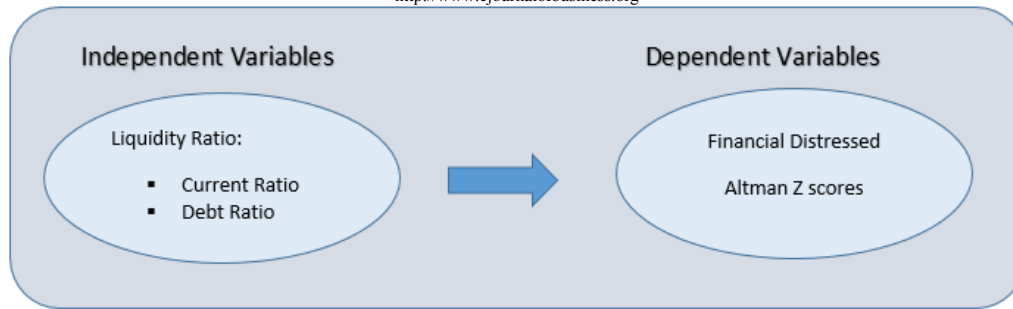 Independent Variables
Dependent Variables
Liquidity Ratio:
▪ Current Ratio
▪ Debt Ratio
Financial Distressed
Altman Z scores